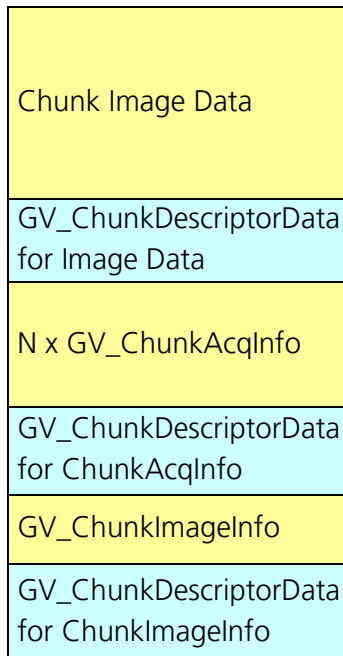 Chunk Image Data
GV_ChunkDescriptorData
for Image Data
N x GV_ChunkAcqInfo
GV_ChunkDescriptorData
for ChunkAcqInfo
GV_ChunkImageInfo
GV_ChunkDescriptorData
for ChunkImageInfo